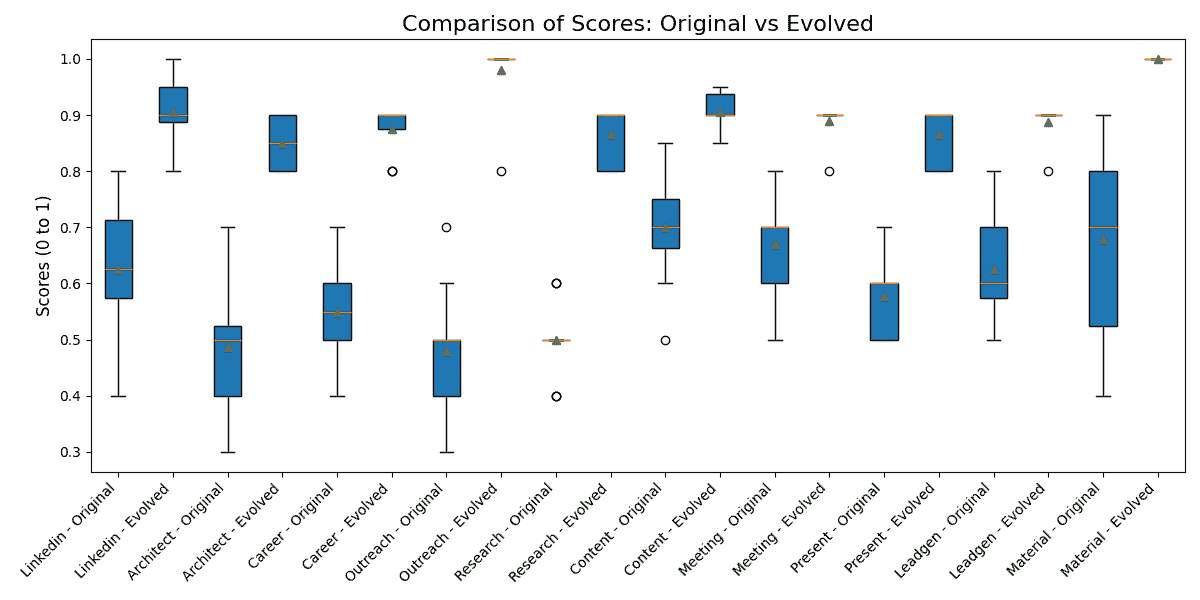 Comparison of Scores: Original vs Evolved
Scores (0 to 1)
1.0
0.9
0.8
0.7
0.6
0.5
0.4
0.3
Linkedin - Original
Linkedin - Evolved
Architect - Original
Architect - Evolved
Career - Original
Career - Evolved
Outreach - Original
Outreach - Evolved
Research - Original
Research - Evolved
Content - Original
Content - Evolved
Meeting - Original
Meeting - Evolved
Present - Original
Present - Evolved
Leadgen - Original
Leadgen - Evolved
Material - Original
Material - Evolved